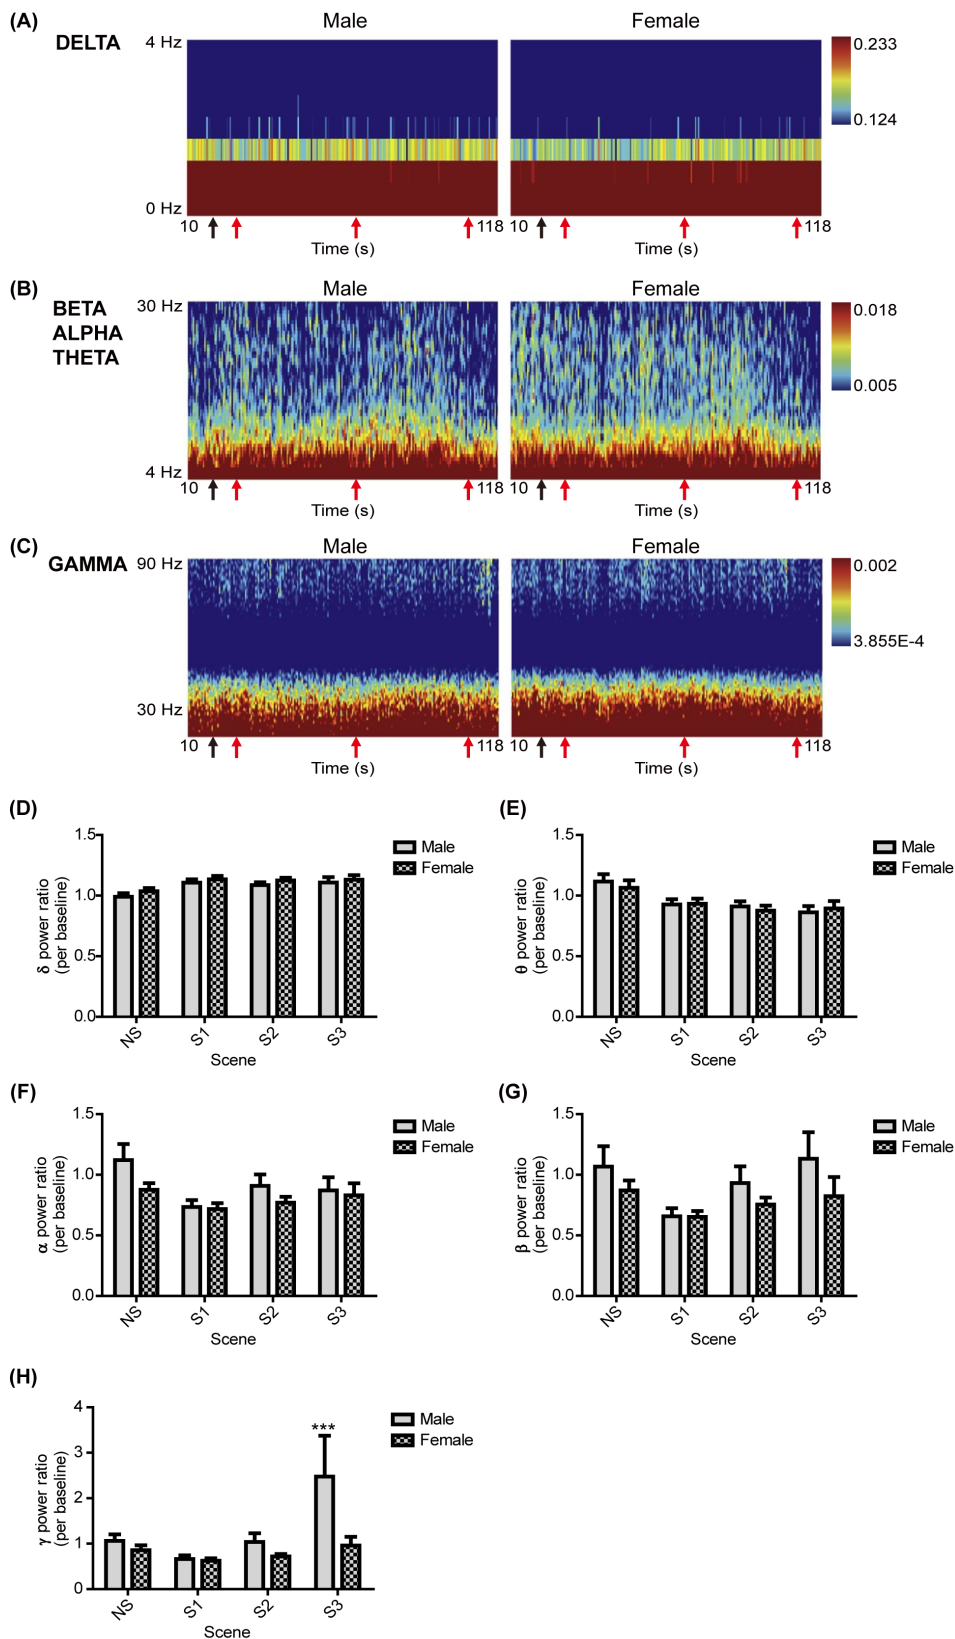 (A)
DELTA
Male
Female
4 Hz
0 Hz
0.233
0.124
10
118
10
118
Time (s)
Time (s)
(B)
BETA
ALPHA
THETA
Male
Female
30 Hz
4 Hz
0.018
0.005
10
118
10
118
Time (s)
Time (s)
(C)
GAMMA
Male
Female
90 Hz
30 Hz
0.002
3.855E-4
10
118
10
118
Time (s)
Time (s)
(D)
δ power ratio
(per baseline)
1.5
1.0
0.5
0.0
NS
S1
S2
S3
Scene
Male
Female
(E)
θ power ratio
(per baseline)
1.5
1.0
0.5
0.0
NS
S1
S2
S3
Scene
Male
Female
(F)
α power ratio
(per baseline)
1.5
1.0
0.5
0.0
NS
S1
S2
S3
Scene
Male
Female
(G)
β power ratio
(per baseline)
1.5
1.0
0.5
0.0
NS
S1
S2
S3
Scene
Male
Female
(H)
γ power ratio
(per baseline)
4
3
2
1
0
***
NS
S1
S2
S3
Scene
Male
Female